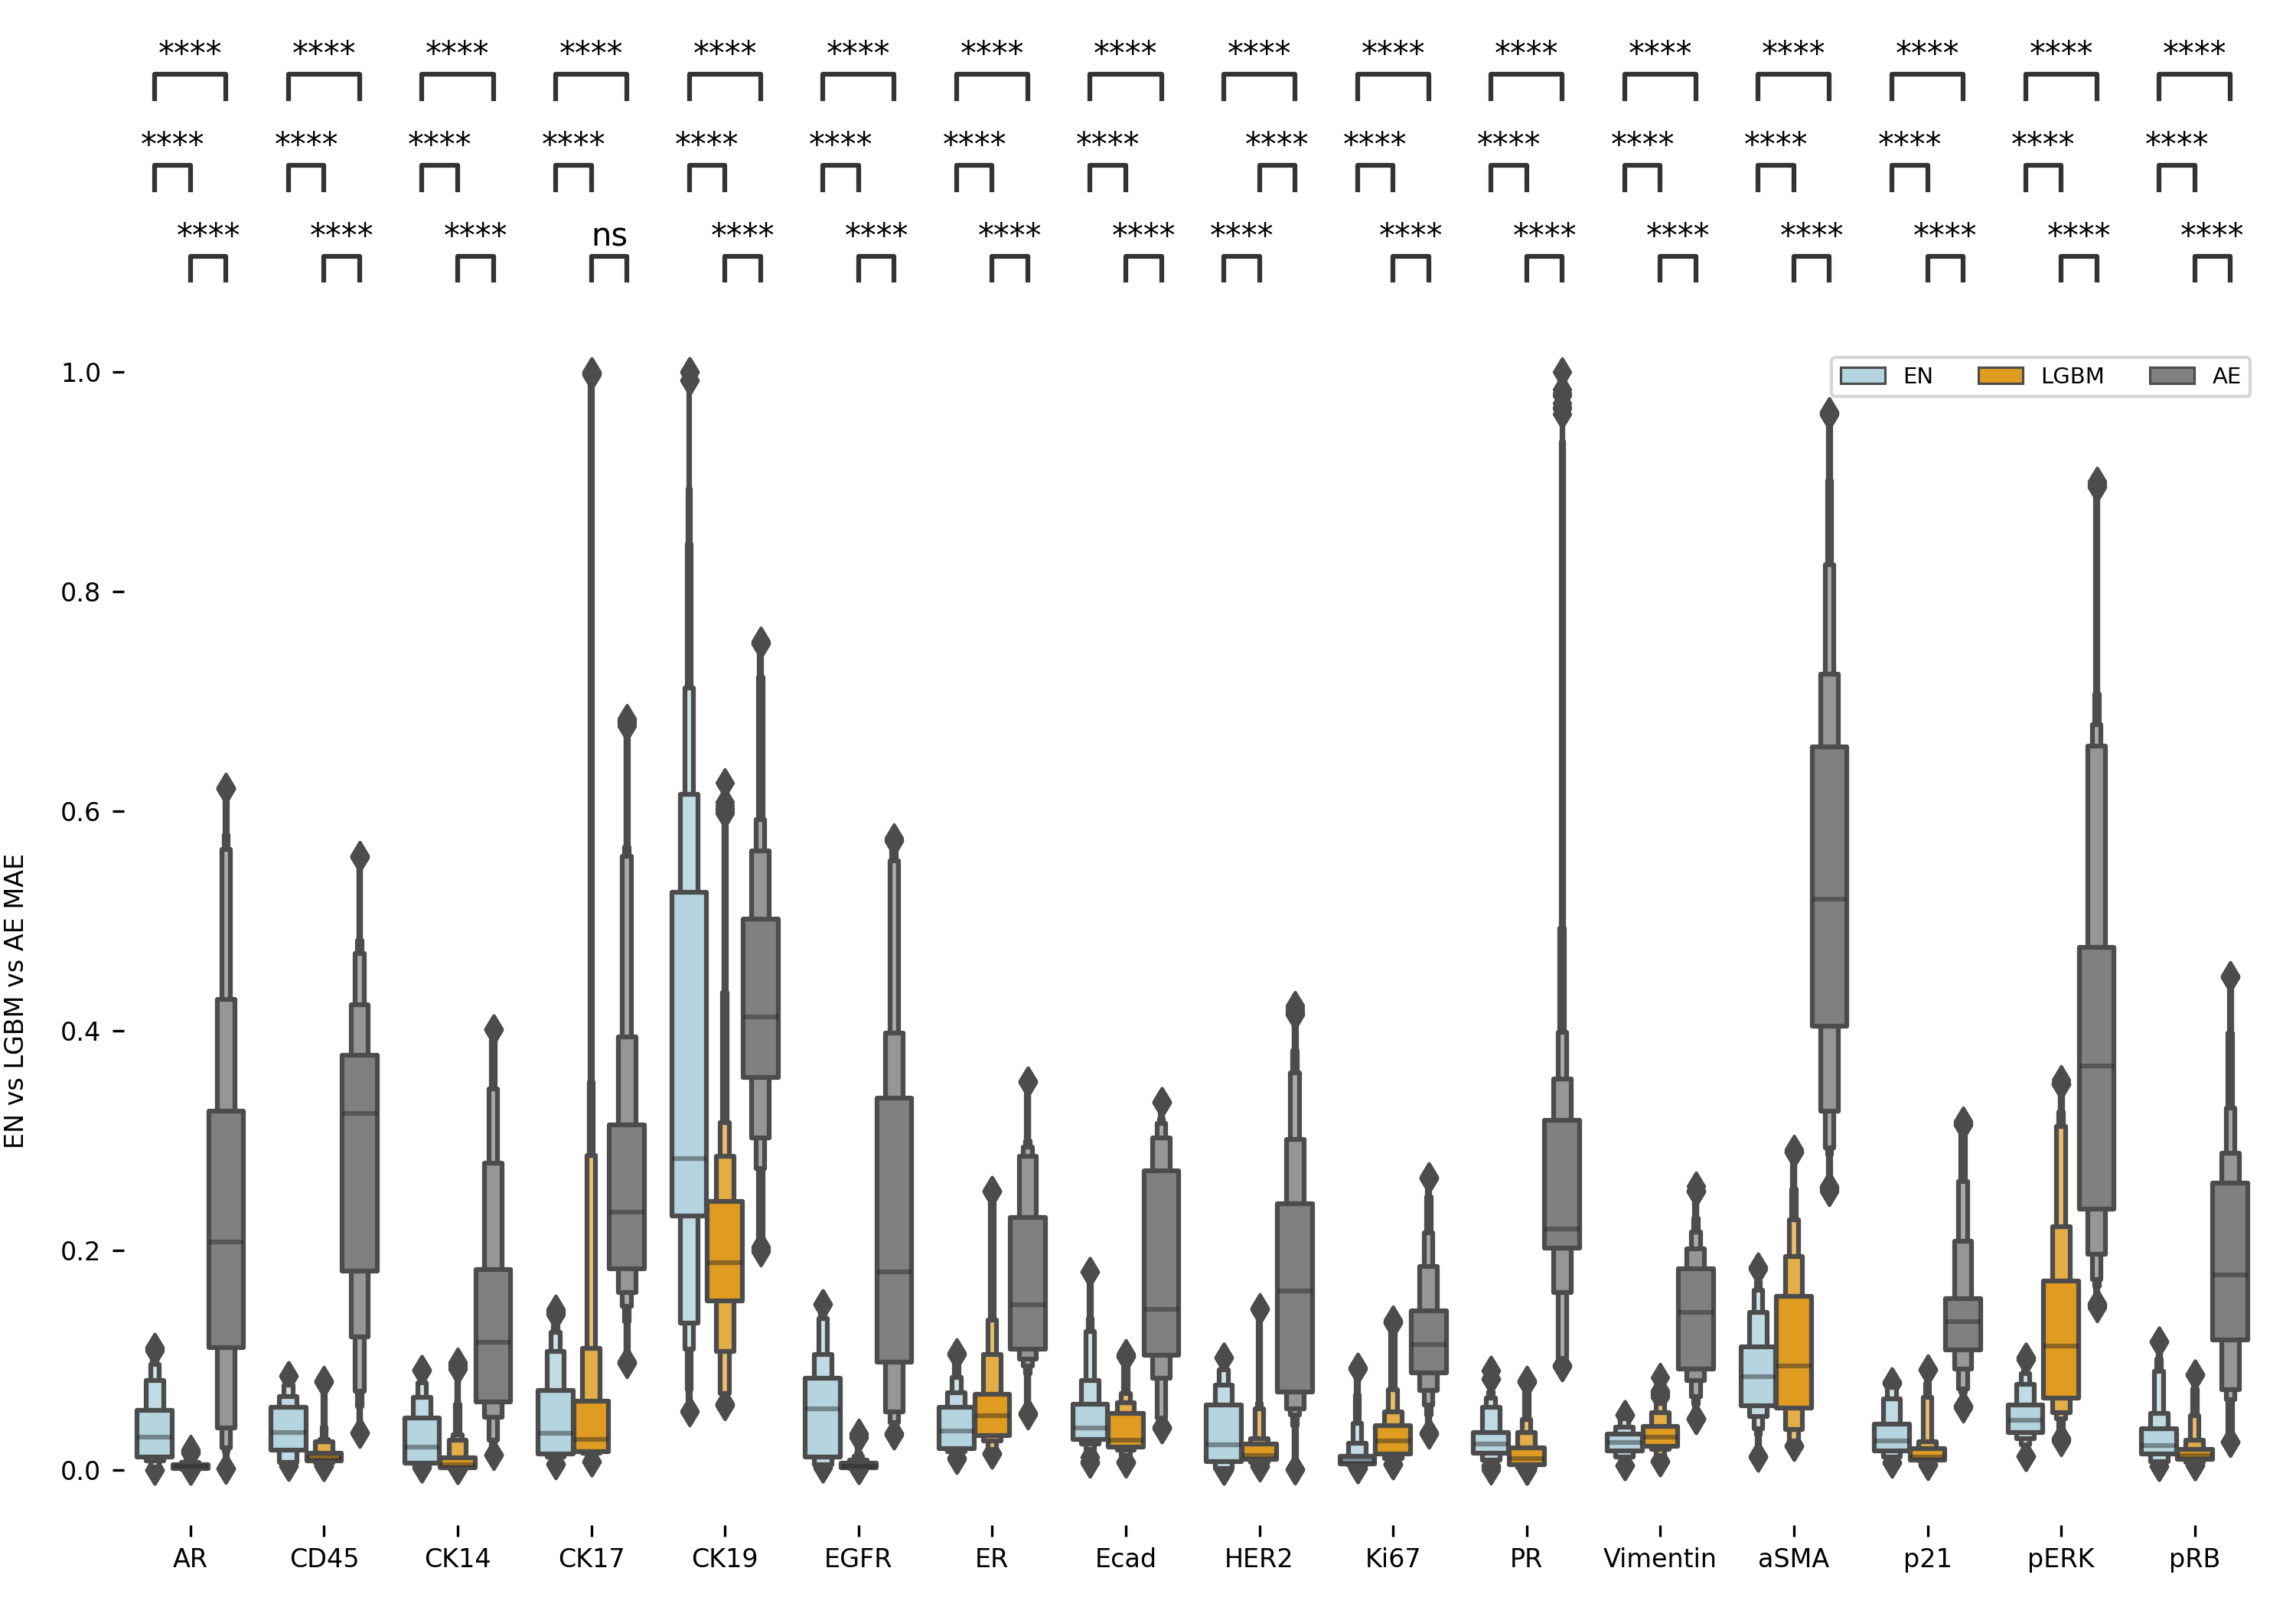 **** **** **** **** **** **** **** **** **** **** **** **** **** **** **** ****
**** **** **** **** **** **** **** **** **** **** **** **** **** **** **** ****
**** **** **** ns **** **** **** **** **** **** **** **** **** **** **** ****
EN LGBM AE
1.0
0.8
0.6
0.4
0.2
0.0
EN vs LGBM vs AE MAE
AR CD45 CK14 CK17 CK19 EGFR ER Ecad HER2 Ki67 PR Vimentin aSMA p21 pERK pRB